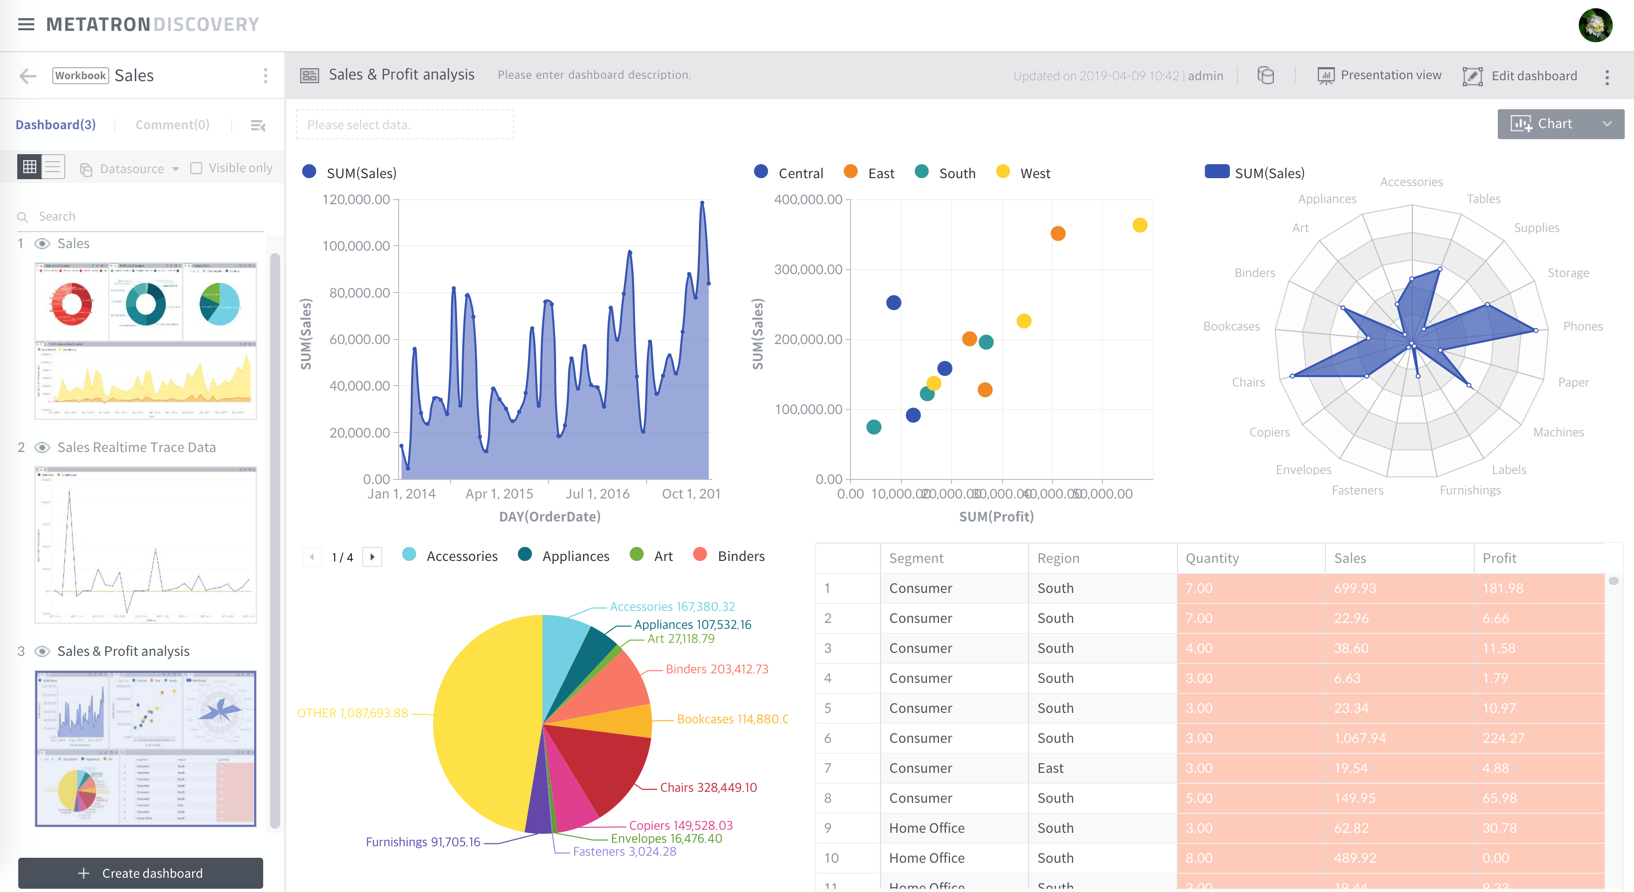 METATRON DISCOVERY
Workbook Sales
Sales & Profit analysis
Please enter dashboard description.
Updated on 2019-04-09 10:42 | admin
Presentation view
Edit dashboard
Dashboard(3)
Comment(0)
Please select data.
Chart
Datasource
Visible only
Search
1 Sales
2 Sales Realtime Trace Data
3 Sales & Profit analysis
+ Create dashboard
SUM(Sales)
120,000.00
100,000.00
80,000.00
60,000.00
40,000.00
20,000.00
0.00
SUM(Sales)
Jan 1, 2014 Apr 1, 2015 Jul 1, 2016 Oct 1, 201
DAY(OrderDate)
Central East South West
400,000.00
300,000.00
200,000.00
100,000.00
0.00
SUM(Sales)
0.00 10,000.00 20,000.00 30,000.00 40,000.00 50,000.00
SUM(Profit)
SUM(Sales)
Accessories
Appliances
Tables
Art
Supplies
Binders
Storage
Bookcases
Phones
Chairs
Paper
Copiers
Machines
Envelopes
Labels
Fasteners
Furnishings
1 / 4 Accessories Appliances Art Binders
Accessories 167,380.32
Appliances 107,532.16
Art 27,118.79
Binders 203,412.73
OTHER 1,087,693.88
Bookcases 114,880.0
Chairs 328,449.10
Copiers 149,528.03
Envelopes 16,476.40
Furnishings 91,705.16
Fasteners 3,024.28
Segment Region Quantity Sales Profit
1 Consumer South 7.00 699.93 181.98
2 Consumer South 7.00 22.96 6.66
3 Consumer South 4.00 38.60 11.58
4 Consumer South 3.00 6.63 1.79
5 Consumer South 3.00 23.34 10.97
6 Consumer South 3.00 1,067.94 224.27
7 Consumer East 3.00 19.54 4.88
8 Consumer South 5.00 149.95 65.98
9 Home Office South 3.00 62.82 30.78
10 Home Office South 8.00 489.92 0.00
11 Home Office South 3.00 19.44 9.33